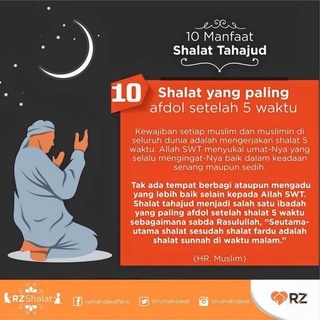 10 Manfaat
Shalat Tahajud
10
Shalat yang paling
afdol setelah 5 waktu
Kewajiban setiap muslim dan muslimin di
seluruh dunia adalah mengerjakan shalat 5
waktu. Allah SWT menyukai umat-Nya yang
selalu mengingat-Nya baik dalam keadaan
senang maupun sedih.
Tak ada tempat berbagi ataupun mengadu
yang lebih baik selain kepada Allah SWT.
Shalat tahajud menjadi salah satu ibadah
yang paling afdol setelah shalat 5 waktu
sebagaimana sabda Rasulullah, “Seutama-
utama shalat sesudah shalat fardu adalah
shalat sunnah di waktu malam.”
(HR. Muslim)
RZShalat
rumahzakatfans
@rumahzakat
@rumahzakat
RZ